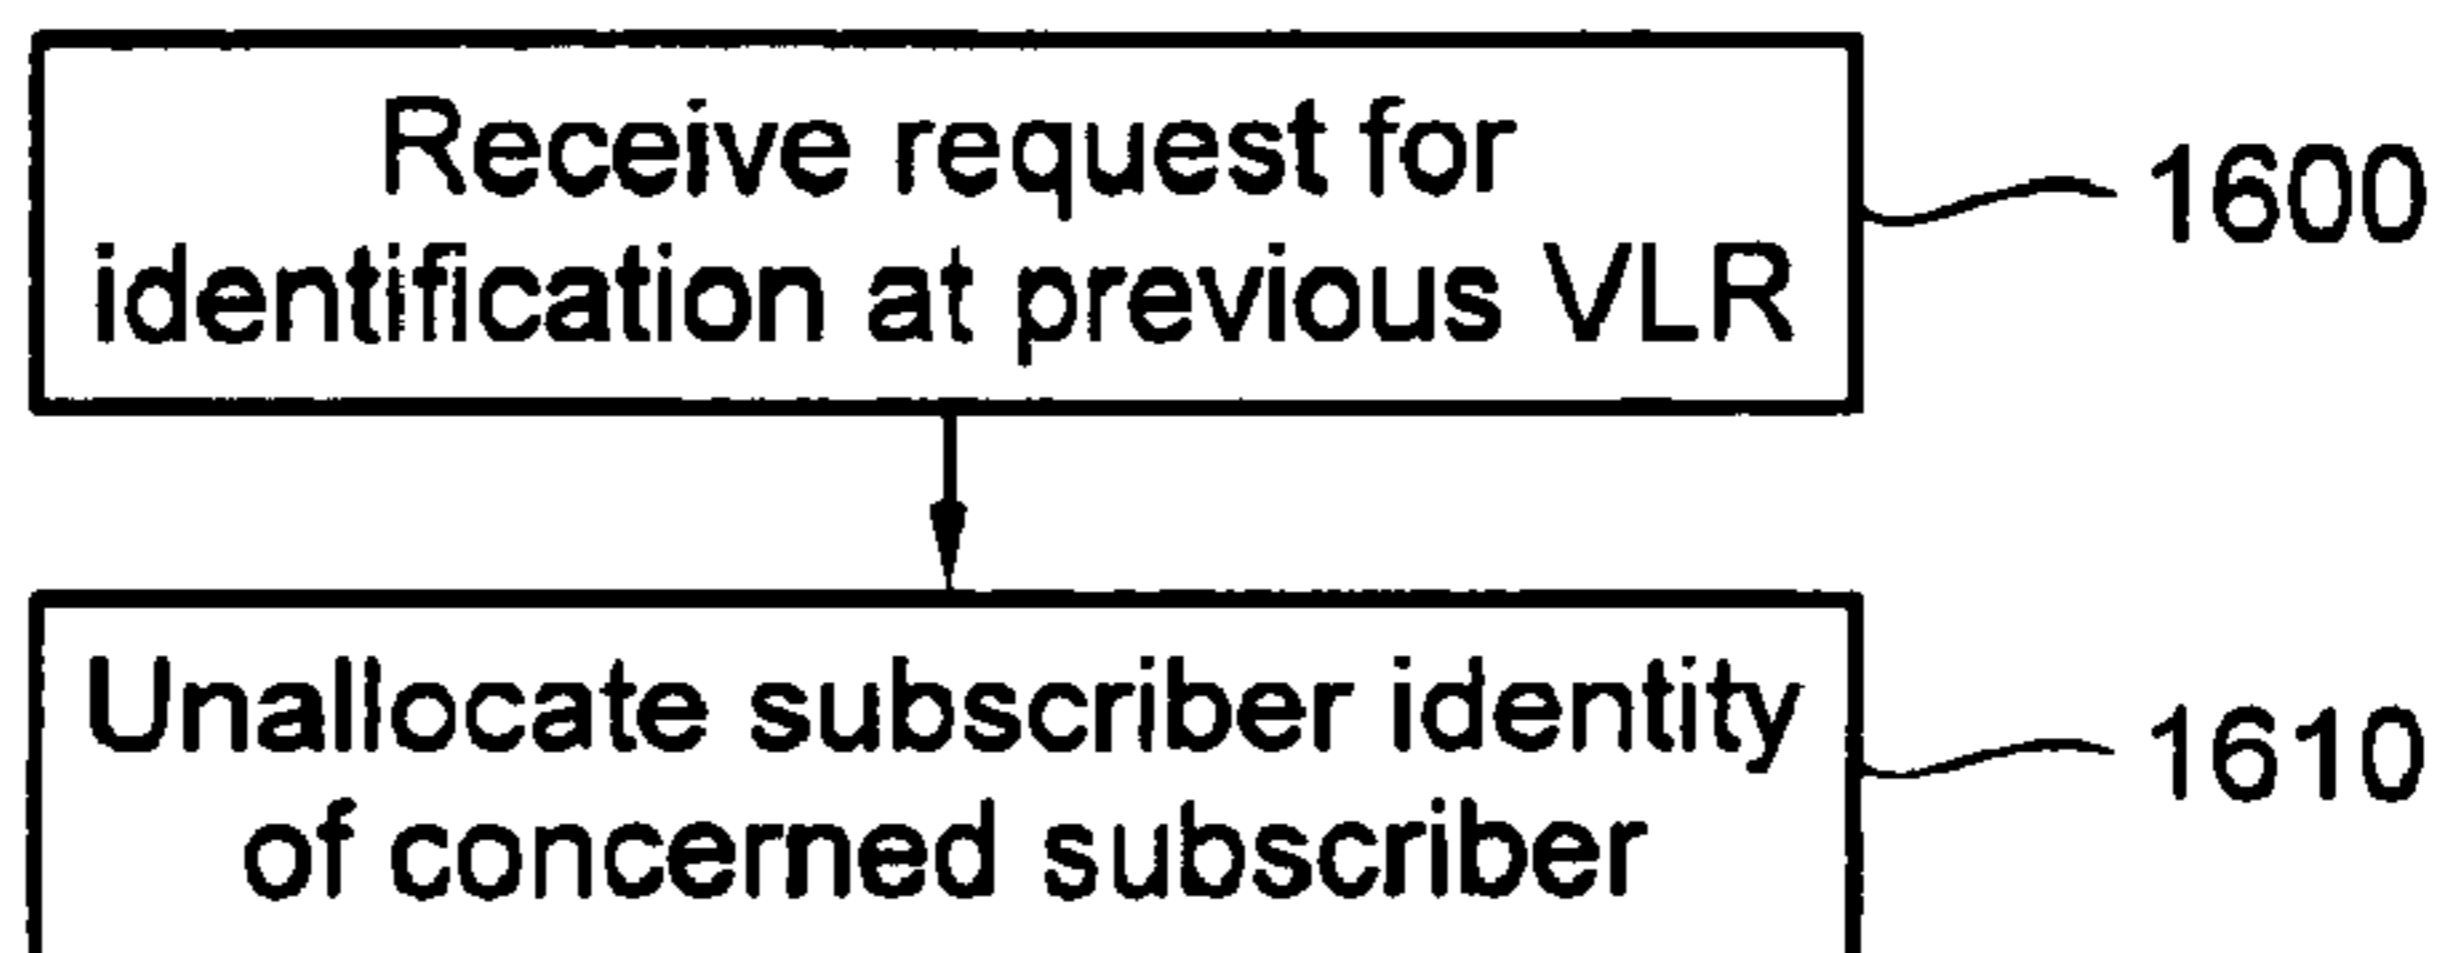 Receive request for
identification at previous VLR
1600
Unallocate subscriber identity
of concerned subscriber
1610